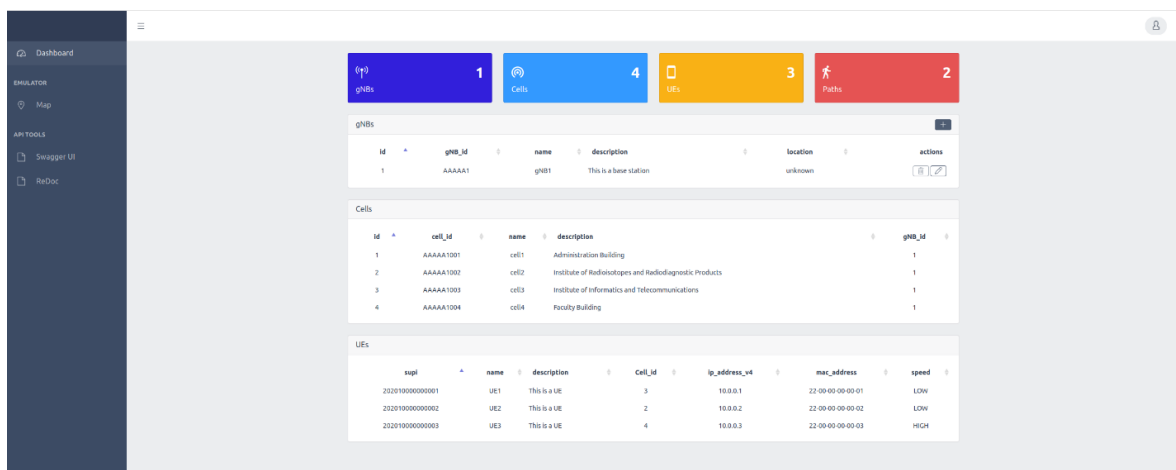 Dashboard
EMULATOR
Map
API TOOLS
Swagger UI
ReDoc
1
gNBs
4
Cells
3
UEs
2
Paths
gNBs
+
id gNB_id name description location actions
1 AAAAA1 gNB1 This is a base station unknown
Cells
id cell_id name description gNB_id
1 AAAAA1001 cell1 Administration Building 1
2 AAAAA1002 cell2 Institute of Radioisotopes and Radiodiagnostic Products 1
3 AAAAA1003 cell3 Institute of Informatics and Telecommunications 1
4 AAAAA1004 cell4 Faculty Building 1
UEs
supi name description Cell_id ip_address_v4 mac_address speed
202010000000001 UE1 This is a UE 3 10.0.0.1 22-00-00-00-00-01 LOW
202010000000002 UE2 This is a UE 2 10.0.0.2 22-00-00-00-00-02 LOW
202010000000003 UE3 This is a UE 4 10.0.0.3 22-00-00-00-00-03 HIGH